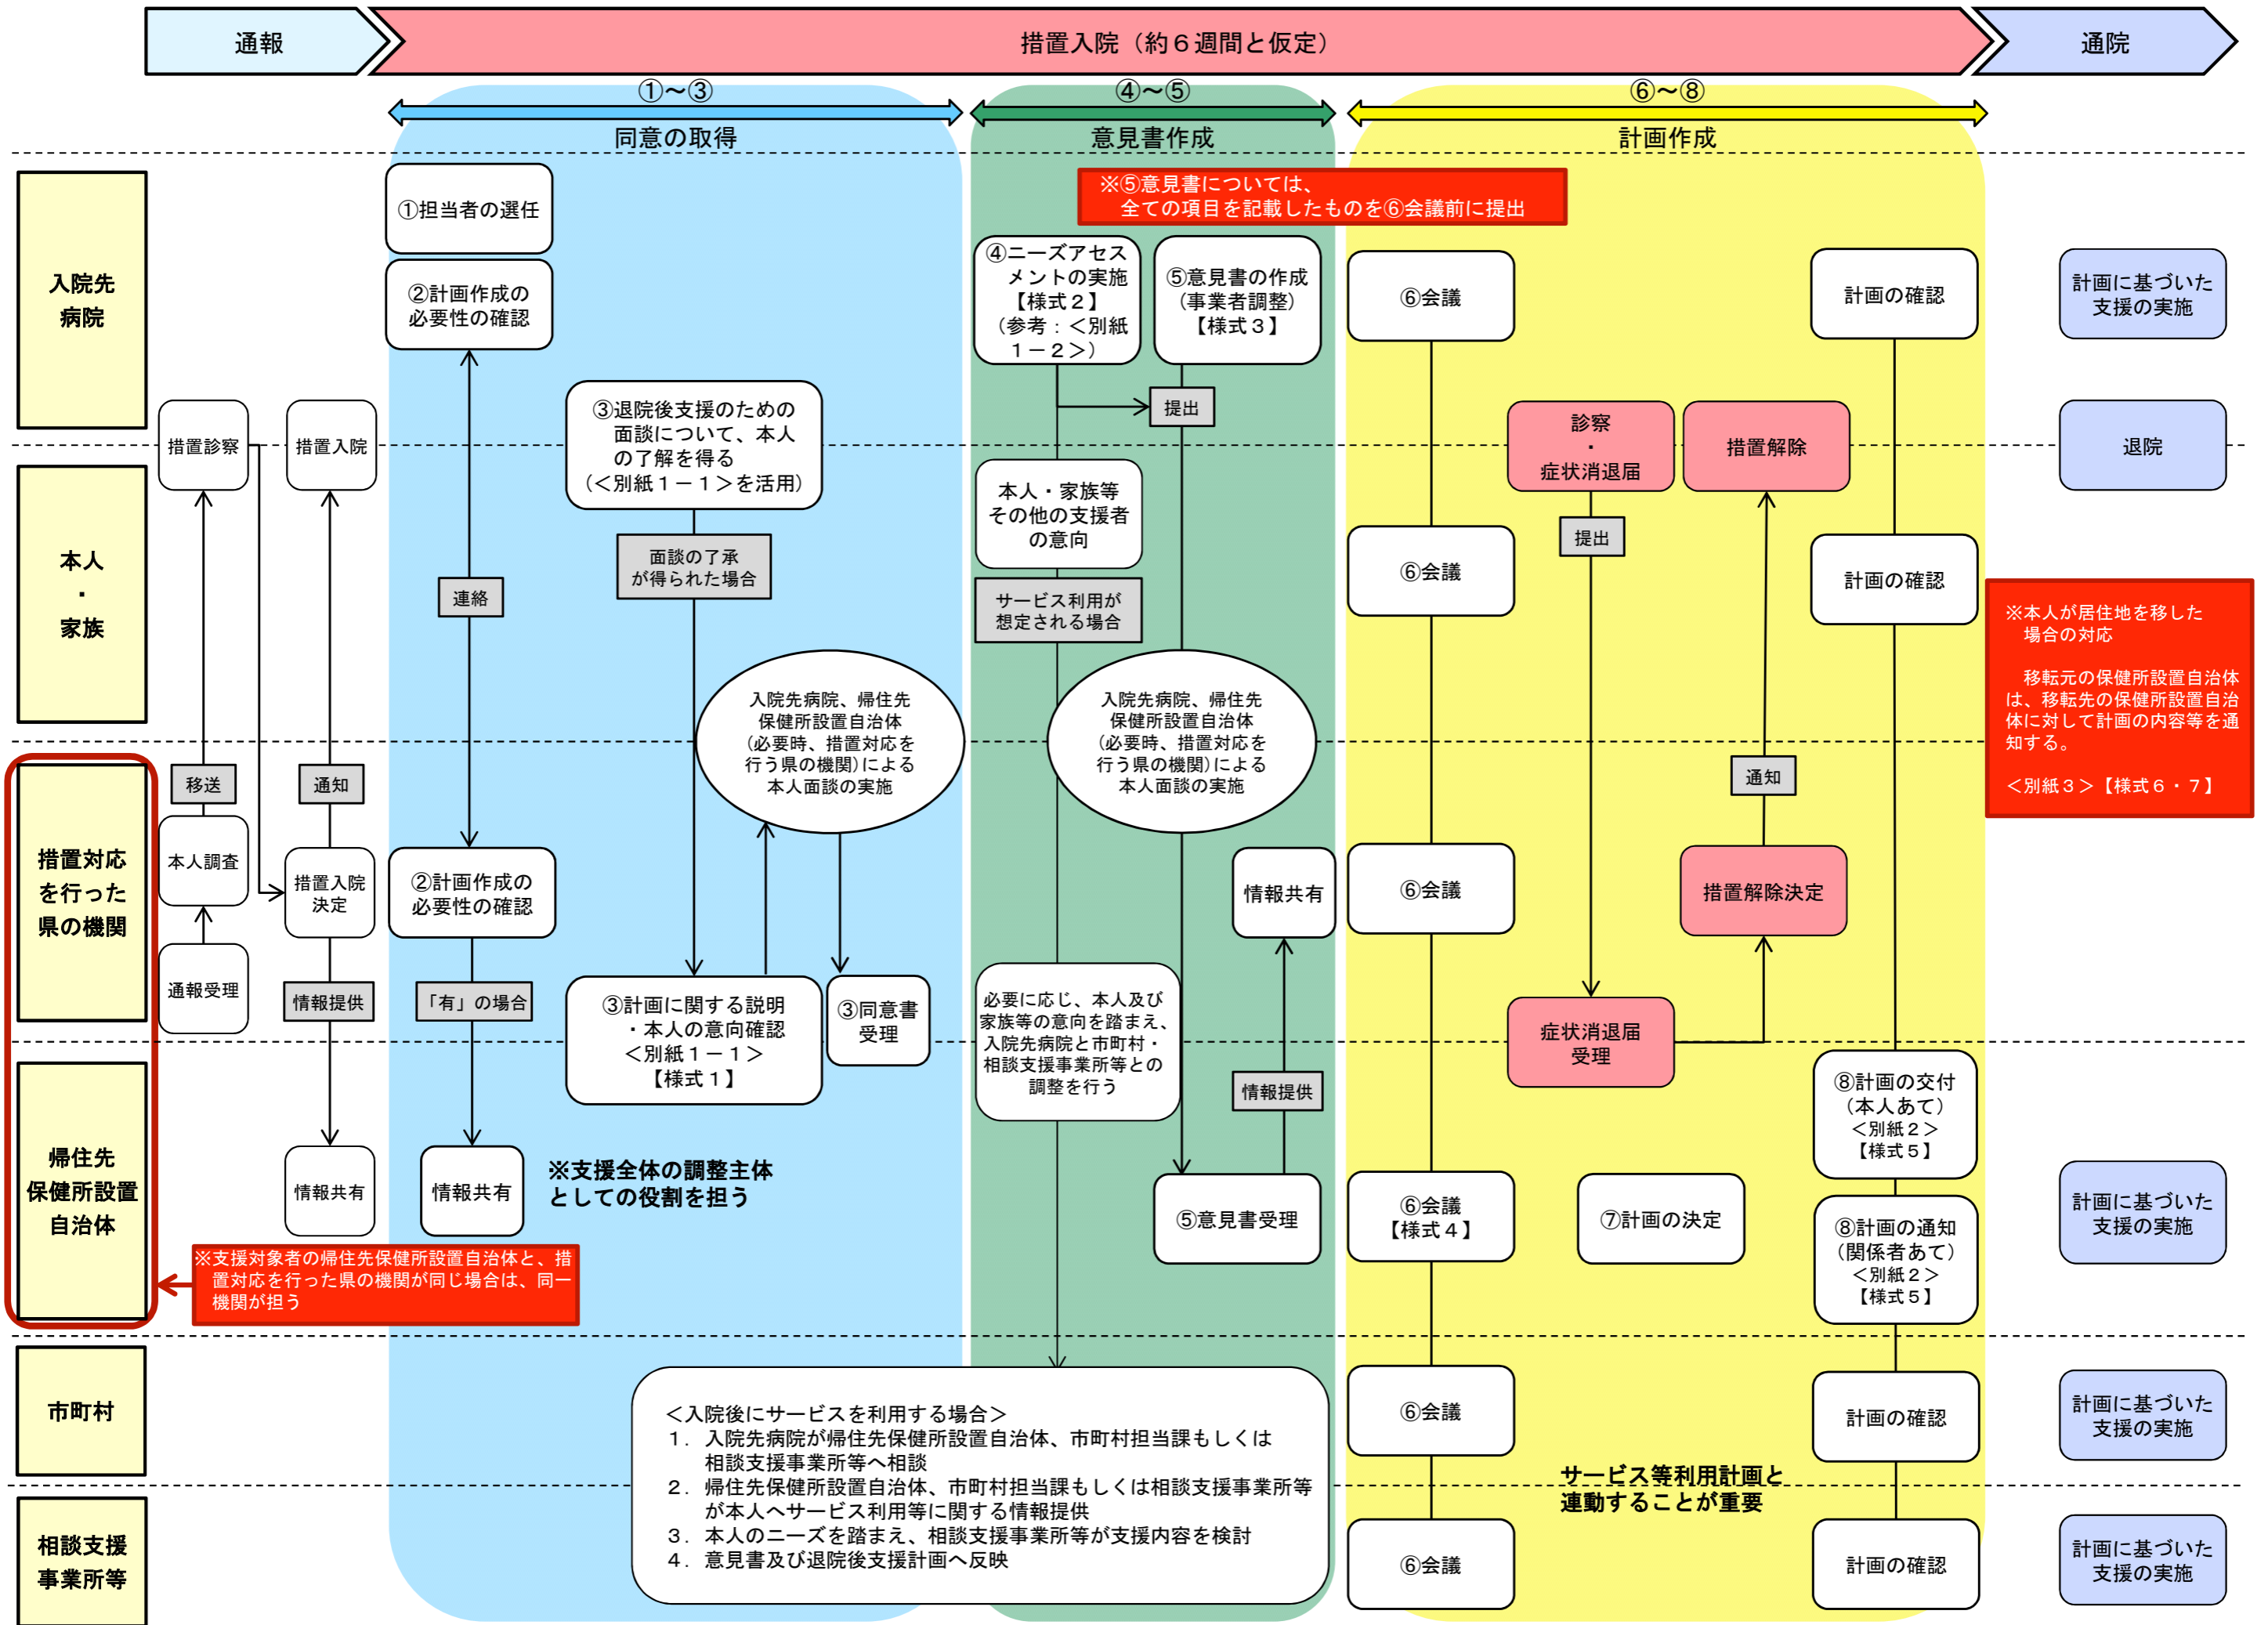 通報
措置入院（約６週間と仮定）
通院
①～③
同意の取得
④～⑤
意見書作成
⑥～⑧
計画作成
※⑤意見書については、
全ての項目を記載したものを⑥会議前に提出
入院先
病院
①担当者の選任
②計画作成の
必要性の確認
④ニーズアセス
メントの実施
【様式２】
（参考：＜別紙
１－２＞）
⑤意見書の作成
（事業者調整）
【様式３】
⑥会議
計画の確認
計画に基づいた
支援の実施
措置診察
措置入院
③退院後支援のための
面談について、本人
の了解を得る
（＜別紙１－１＞を活用）
提出
診察
・
症状消退届
措置解除
退院
本人
・
家族
連絡
面談の了承
が得られた場合
本人・家族等
その他の支援者
の意向
サービス利用が
想定される場合
⑥会議
提出
計画の確認
※本人が居住地を移した
場合の対応
移転元の保健所設置自治体
は、移転先の保健所設置自治
体に対して計画の内容等を通
知する。
＜別紙３＞【様式６・７】
入院先病院、帰住先
保健所設置自治体
（必要時、措置対応を
行う県の機関）による
本人面談の実施
入院先病院、帰住先
保健所設置自治体
（必要時、措置対応を
行う県の機関）による
本人面談の実施
措置対応
を行った
県の機関
移送
本人調査
通報受理
通知
措置入院
決定
情報提供
②計画作成の
必要性の確認
「有」の場合
③計画に関する説明
・本人の意向確認
＜別紙１－１＞
【様式１】
③同意書
受理
必要に応じ、本人及び
家族等の意向を踏まえ、
入院先病院と市町村・
相談支援事業所等との
調整を行う
情報共有
情報提供
⑥会議
症状消退届
受理
通知
措置解除決定
帰住先
保健所設置
自治体
情報共有
情報共有
※支援全体の調整主体
としての役割を担う
⑤意見書受理
⑥会議
【様式４】
⑦計画の決定
⑧計画の交付
（本人あて）
＜別紙２＞
【様式５】
⑧計画の通知
（関係者あて）
＜別紙２＞
【様式５】
計画に基づいた
支援の実施
※支援対象者の帰住先保健所設置自治体と、措
置対応を行った県の機関が同じ場合は、同一
機関が担う
市町村
＜入院後にサービスを利用する場合＞
１．入院先病院が帰住先保健所設置自治体、市町村担当課もしくは
相談支援事業所等へ相談
２．帰住先保健所設置自治体、市町村担当課もしくは相談支援事業所等
が本人へサービス利用等に関する情報提供
３．本人のニーズを踏まえ、相談支援事業所等が支援内容を検討
４．意見書及び退院後支援計画へ反映
⑥会議
計画の確認
計画に基づいた
支援の実施
サービス等利用計画と
連動することが重要
相談支援
事業所等
⑥会議
計画の確認
計画に基づいた
支援の実施